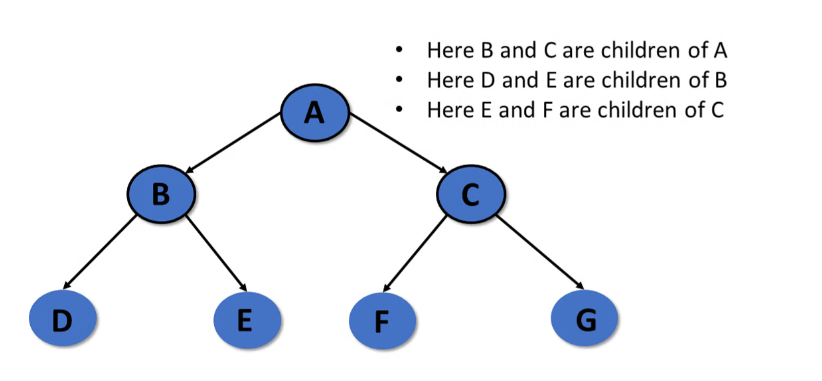 • Here B and C are children of A
• Here D and E are children of B
• Here E and F are children of C
A
B C
D E F G